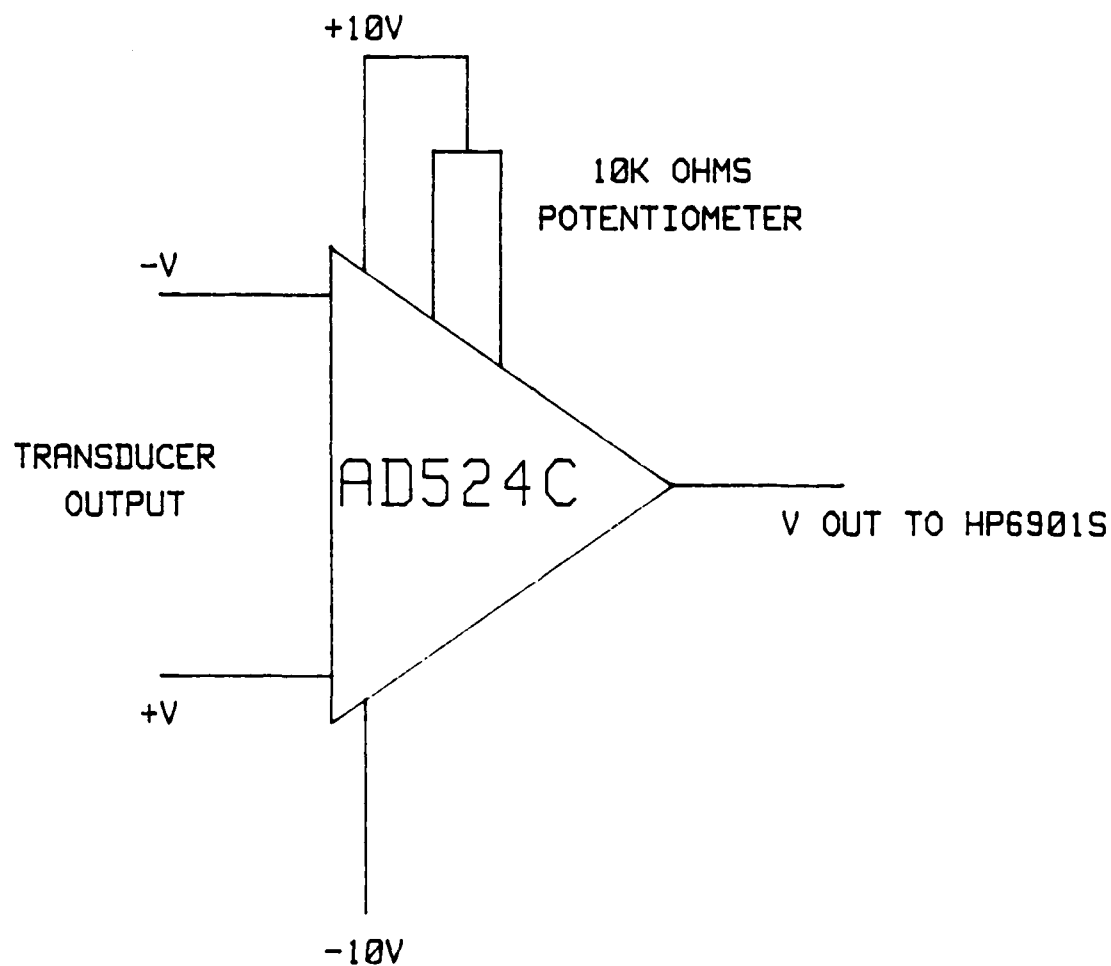 +10V
10K OHMS
POTENTIOMETER
-V
TRANSDUCER
OUTPUT
AD524C
V OUT TO HP6901S
+V
-10V